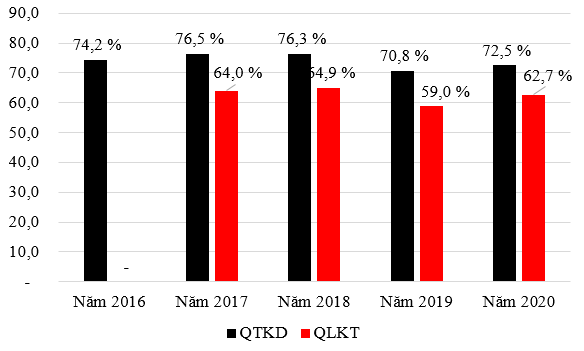 90,0
80,0
70,0
60,0
50,0
40,0
30,0
20,0
10,0
-
74,2 %
-
76,5 %
64,0 %
76,3 %
64,9 %
70,8 %
59,0 %
72,5 %
62,7 %
Năm 2016
Năm 2017
Năm 2018
Năm 2019
Năm 2020
QTKD
QLKT